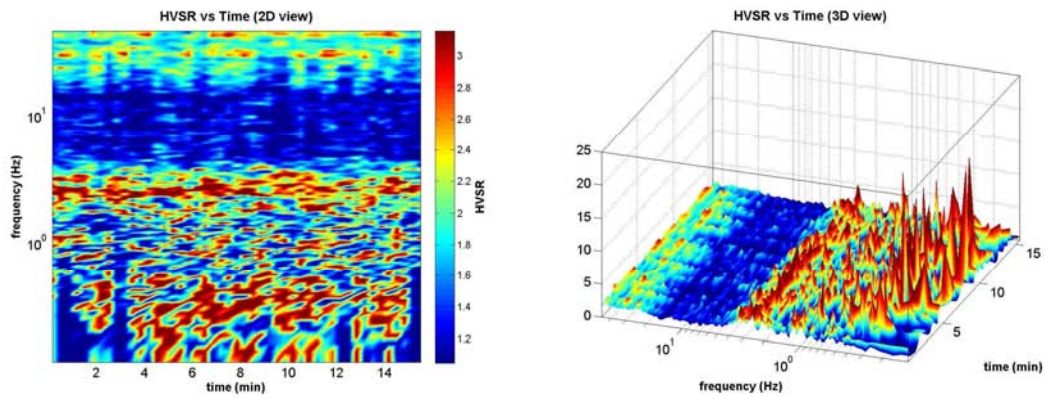 HVSR vs Time (2D view)
10¹
10⁰
frequency (Hz)
2 4 6 8 10 12 14
time (min)
3
2.8
2.6
2.4
2.2
2
1.8
1.6
1.4
1.2
HVSR
HVSR vs Time (3D view)
25
20
15
10
5
0
10¹
10⁰
frequency (Hz)
5
10
15
time (min)